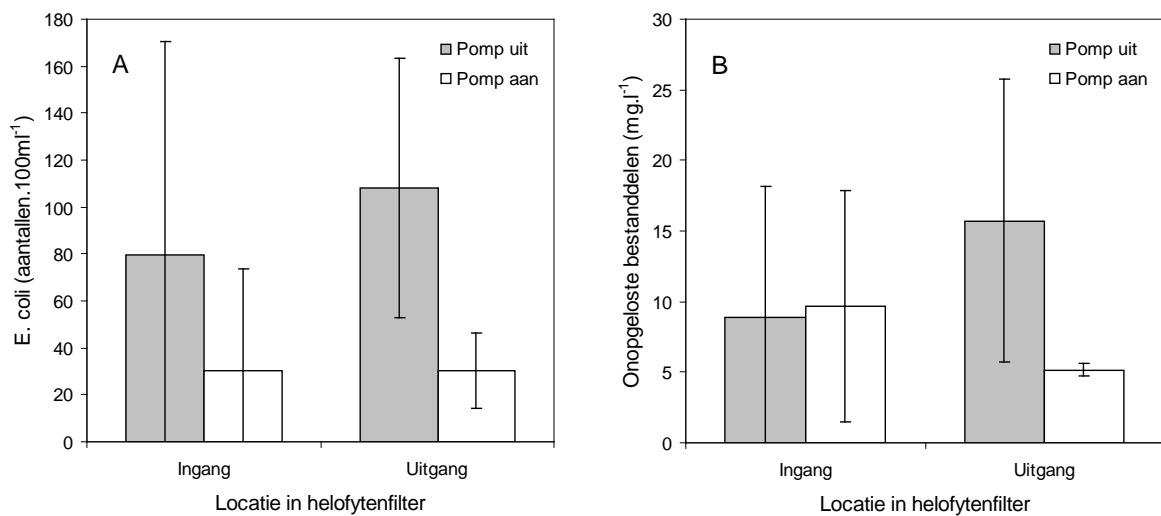 A
Pomp uit
Pomp aan
E. coli (aantallen.100ml⁻¹)
180
160
140
120
100
80
60
40
20
0
Ingang
Uitgang
Locatie in helofytenfilter
B
Pomp uit
Pomp aan
Onopgeloste bestanddelen (mg.l⁻¹)
30
25
20
15
10
5
0
Ingang
Uitgang
Locatie in helofytenfilter